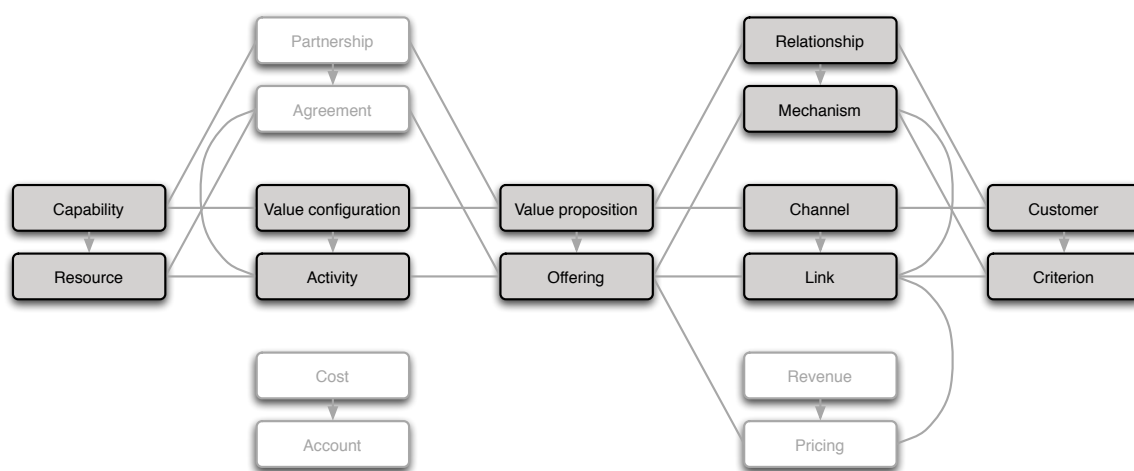 Partnership
Relationship
Agreement
Mechanism
Capability
Value configuration
Value proposition
Channel
Customer
Resource
Activity
Offering
Link
Criterion
Cost
Revenue
Account
Pricing